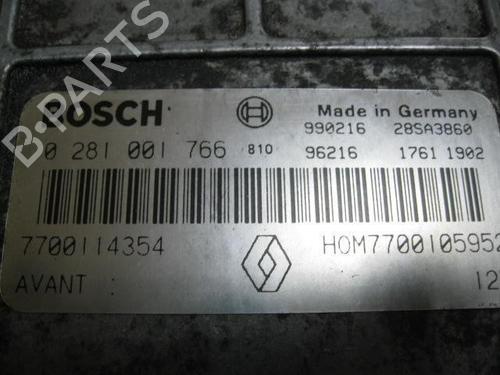 BOSCH
Made in Germany
990216 28SA3860
0 281 001 766 810
96216 1761 1902
7700114354
HOM7700105952
AVANT :
12
B-Parts